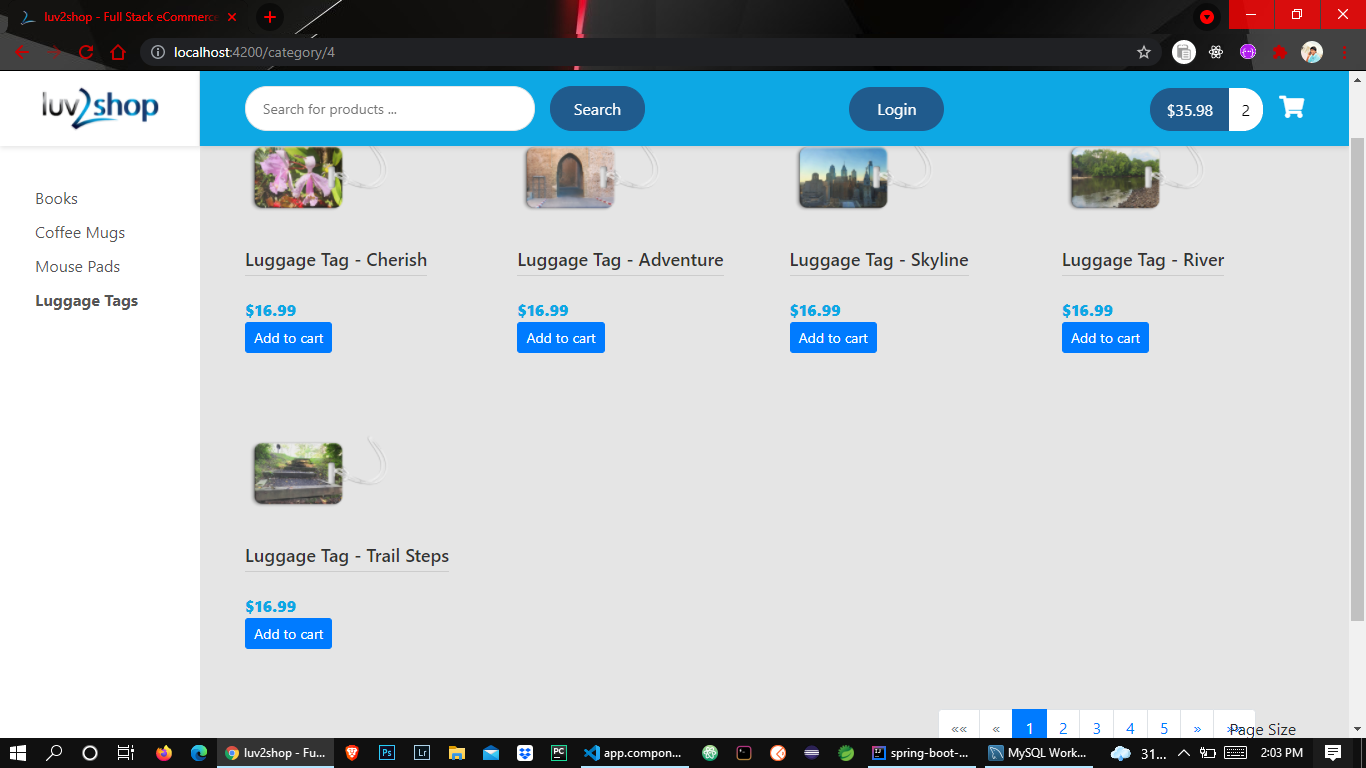 luv2shop - Full Stack eCommerce
localhost:4200/category/4
luv2shop
Search for products ...
Search
Login
$35.98
2
Books
Coffee Mugs
Mouse Pads
Luggage Tags
Luggage Tag - Cherish
Luggage Tag - Adventure
Luggage Tag - Skyline
Luggage Tag - River
$16.99
$16.99
$16.99
$16.99
Add to cart
Add to cart
Add to cart
Add to cart
Luggage Tag - Trail Steps
$16.99
Add to cart
«« « 1 2 3 4 5 »
Page Size
luv2shop - Fu...
Ps
Lr
PC
app.compon...
spring-boot-...
MySQL Work...
31...
2:03 PM